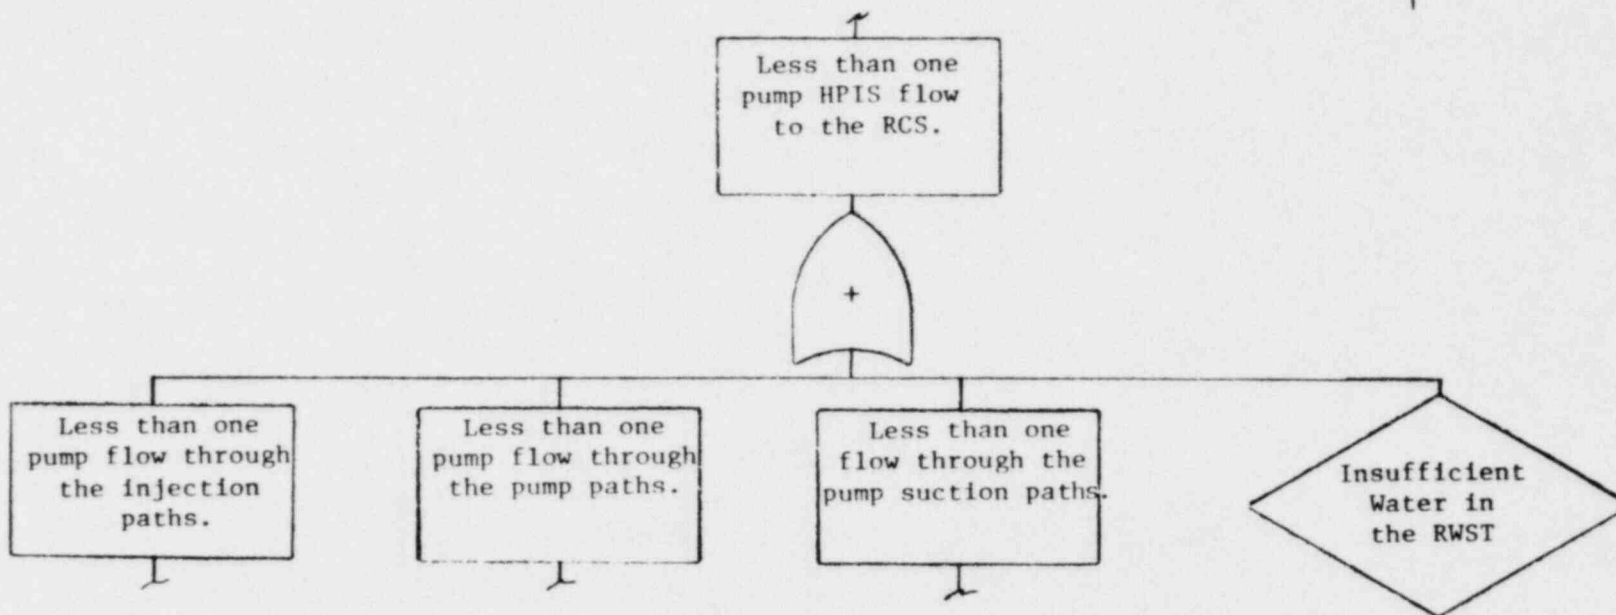 Less than one
pump HPIS flow
to the RCS.
+
Less than one
pump flow through
the injection
paths.
Less than one
pump flow through
the pump paths.
Less than one
flow through the
pump suction paths.
Insufficient
Water in
the RWST